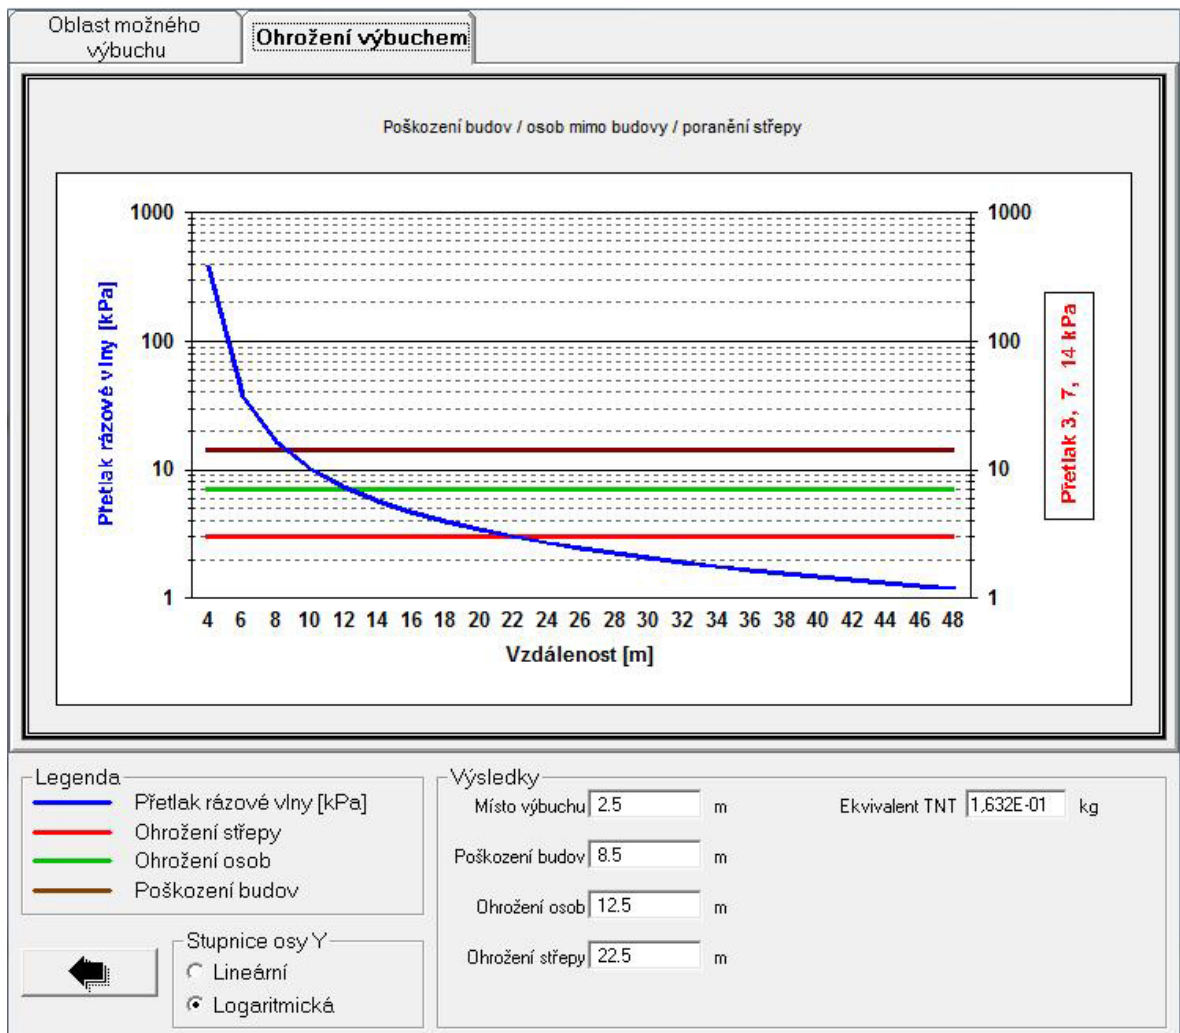 Oblast možného
výbuchu
Ohrožení výbuchem
Poškození budov / osob mimo budovy / poranění střepy
Přetlak rázové vlny [kPa]
1000
100
10
1
1000
100
10
1
Přetlak 3, 7, 14 kPa
4 6 8 10 12 14 16 18 20 22 24 26 28 30 32 34 36 38 40 42 44 46 48
Vzdálenost [m]
Legenda
Přetlak rázové vlny [kPa]
Ohrožení střepy
Ohrožení osob
Poškození budov
Stupnice osy Y
Lineární
Logaritmická
Výsledky
Místo výbuchu 2.5 m
Ekvivalent TNT 1,632E-01 kg
Poškození budov 8.5 m
Ohrožení osob 12.5 m
Ohrožení střepy 22.5 m